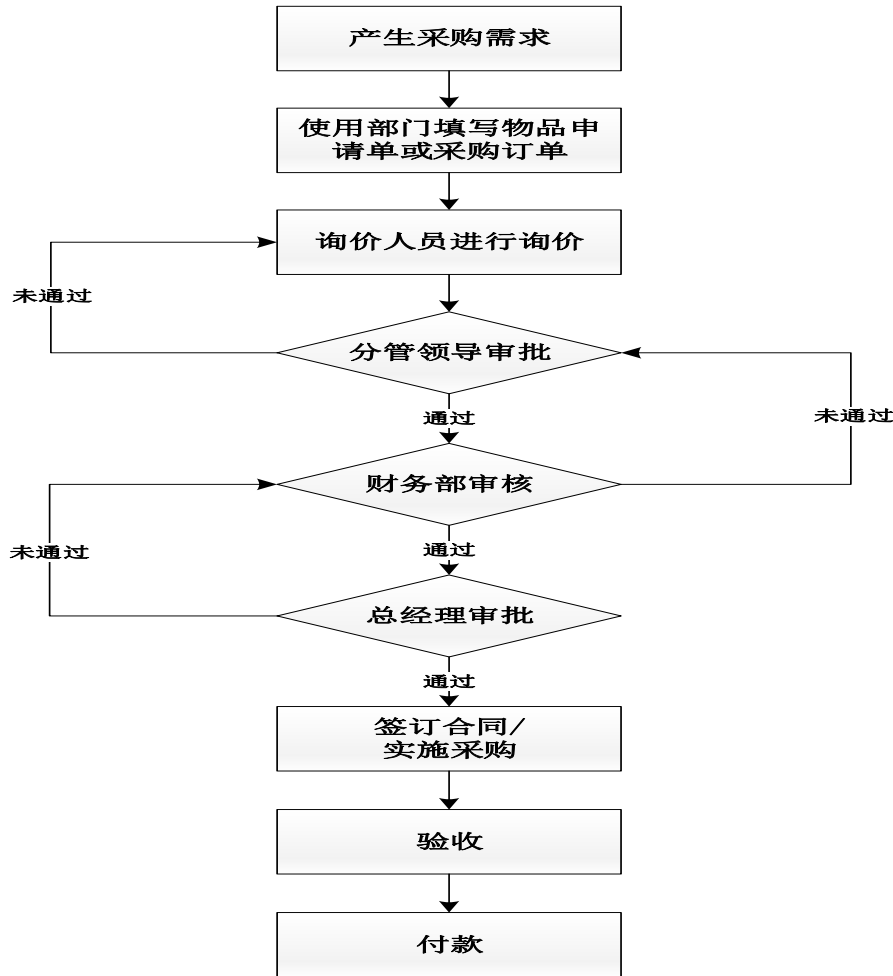 产生采购需求
使用部门填写物品申
请单或采购订单
询价人员进行询价
未通过
分管领导审批
通过
未通过
财务部审核
未通过
通过
总经理审批
通过
签订合同/
实施采购
验收
付款